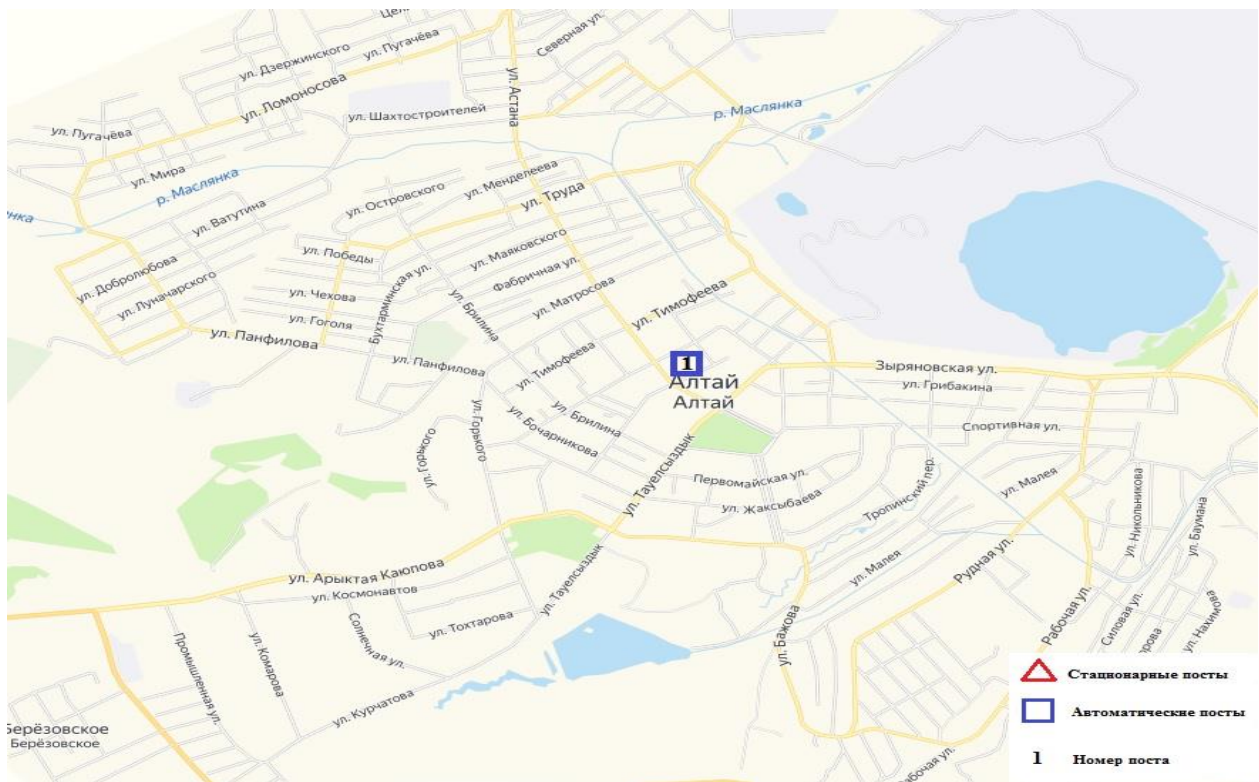 Цел
ул. Пугачёва
Северная ул.
ул. Дзержинского
ул. Ломоносова
ул. Астана
ул. Шахтостроителей
р. Маслянка
ул. Пугачёва
ул. Мира
р. Маслянка
ул. Менделеева
ул. Островского
ул. Труда
нка
ул. Ватутина
ул. Победы
ул. Маяковского
ул. Добролюбова
Фабричная ул.
ул. Луначарского
ул. Чехова
Бухтарминская ул.
ул. Матросова
ул. Брилина
ул. Тимофеева
ул. Гоголя
ул. Панфилова
ул. Панфилова
ул. Тимофеева
1
Алтай
Алтай
Зыряновская ул.
ул. Грибакина
ул. Горького
ул. Горького
ул. Брилина
ул. Бочарникова
Спортивная ул.
ул. Тауелсыздык
Первомайская ул.
ул. Жаксыбаева
Тропинский пер.
ул. Малея
ул. Никольникова
ул. Баумана
ул. Малея
Рудная ул.
ул. Арыктая Каюпова
ул. Космонавтов
ул. Тауелсыздык
ул. Тохтарова
Солнечная ул.
ул. Комарова
Промышленная ул.
ул. Бажова
Рабочая ул.
Силовая ул.
рова
ул. Нахимова
ул. Курчатова
Берёзовское
Берёзовское
Рабочая ул.
Стационарные посты
Автоматические посты
1 Номер поста